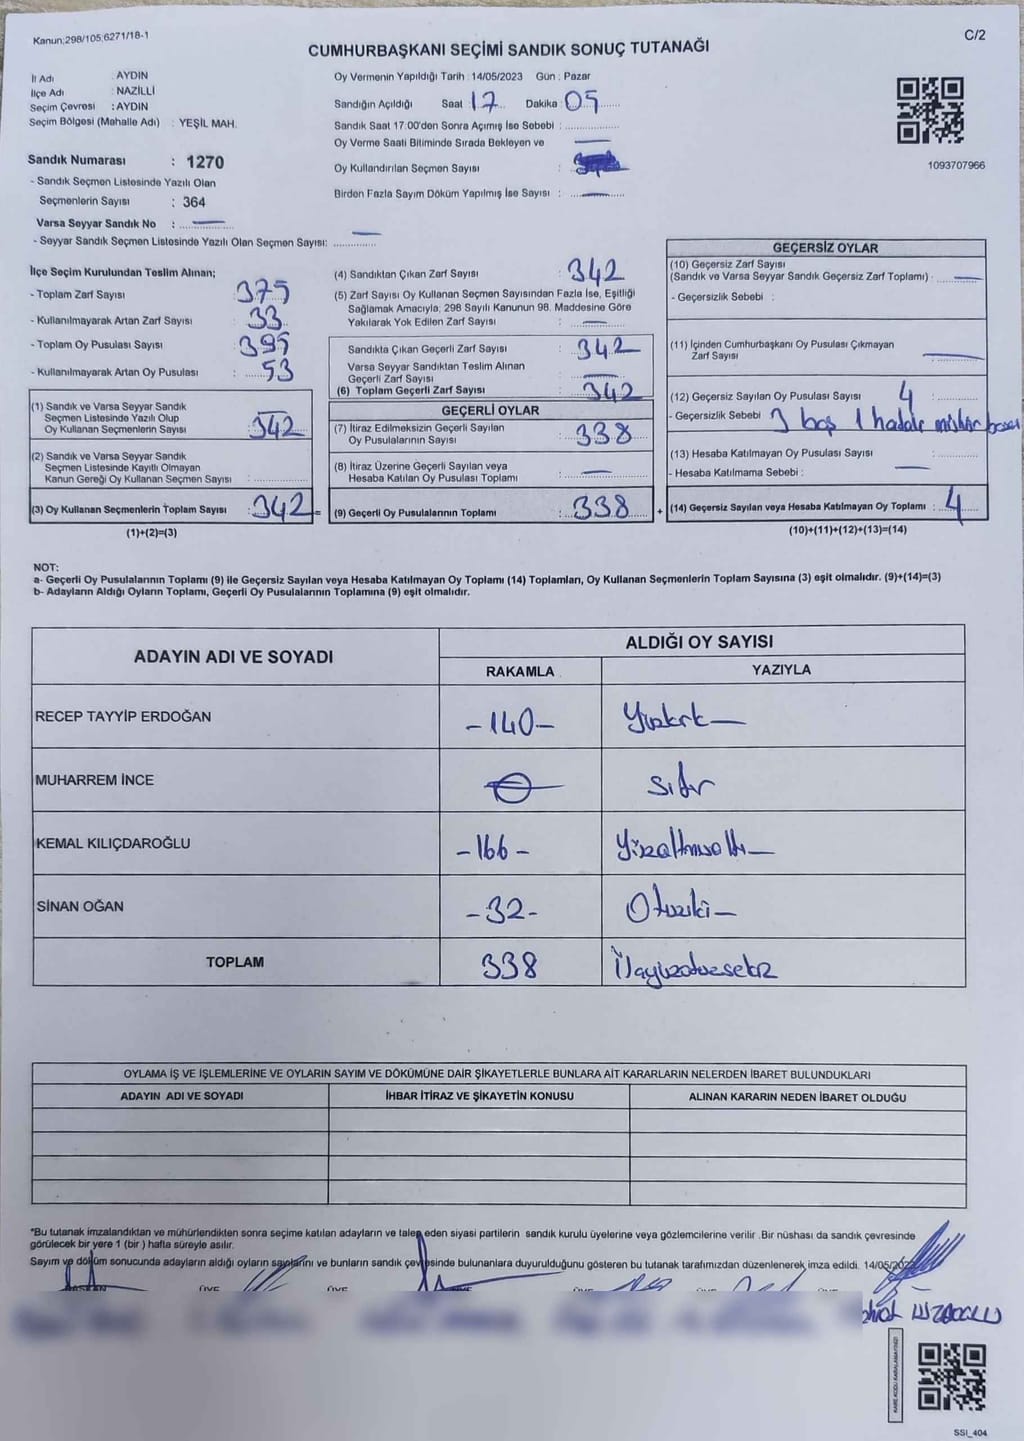 Kanun;298/105;6271/18-1
C/2
CUMHURBAŞKANI SEÇİMİ SANDIK SONUÇ TUTANAĞI
İl Adı : AYDIN
İlçe Adı : NAZİLLİ
Seçim Çevresi : AYDIN
Seçim Bölgesi (Mahalle Adı) : YEŞİL MAH.
Sandık Numarası : 1270
- Sandık Seçmen Listesinde Yazılı Olan
Seçmenlerin Sayısı : 364
Varsa Seyyar Sandık No :
- Seyyar Sandık Seçmen Listesinde Yazılı Olan Seçmen Sayısı:
Oy Vermenin Yapıldığı Tarih : 14/05/2023 Gün : Pazar
Sandığın Açıldığı Saat 17 Dakika 05
Sandık Saat 17:00'den Sonra Açımış İse Sebebi :
Oy Verme Saati Bitiminde Sırada Bekleyen ve
Oy Kullandırılan Seçmen Sayısı :
Birden Fazla Sayım Döküm Yapılmış İse Sayısı :
1093707966
İlçe Seçim Kurulundan Teslim Alınan;
- Toplam Zarf Sayısı : 375
- Kullanılmayarak Artan Zarf Sayısı : 33
- Toplam Oy Pusulası Sayısı : 395
- Kullanılmayarak Artan Oy Pusulası : 53
(1) Sandık ve Varsa Seyyar Sandık
Seçmen Listesinde Yazılı Olup
Oy Kullanan Seçmenlerin Sayısı : 342
(2) Sandık ve Varsa Seyyar Sandık
Seçmen Listesinde Kayıtlı Olmayan
Kanun Gereği Oy Kullanan Seçmen Sayısı :
(3) Oy Kullanan Seçmenlerin Toplam Sayısı : 342 =
(1)+(2)=(3)
(4) Sandıktan Çıkan Zarf Sayısı : 342
(5) Zarf Sayısı Oy Kullanan Seçmen Sayısından Fazla İse, Eşitliği
Sağlamak Amacıyla, 298 Sayılı Kanunun 98. Maddesine Göre
Yakılarak Yok Edilen Zarf Sayısı :
Sandıkta Çıkan Geçerli Zarf Sayısı : 342
Varsa Seyyar Sandıktan Teslim Alınan
Geçerli Zarf Sayısı :
(6) Toplam Geçerli Zarf Sayısı : 342
GEÇERLİ OYLAR
(7) İtiraz Edilmeksizin Geçerli Sayılan
Oy Pusulalarının Sayısı : 338
(8) İtiraz Üzerine Geçerli Sayılan veya
Hesaba Katılan Oy Pusulası Toplamı :
(9) Geçerli Oy Pusulalarının Toplamı : 338 +
GEÇERSİZ OYLAR
(10) Geçersiz Zarf Sayısı
(Sandık ve Varsa Seyyar Sandık Geçersiz Zarf Toplamı) :
- Geçersizlik Sebebi :
(11) İçinden Cumhurbaşkanı Oy Pusulası Çıkmayan
Zarf Sayısı :
(12) Geçersiz Sayılan Oy Pusulası Sayısı : 4
- Geçersizlik Sebebi : 3 boş 1
(13) Hesaba Katılmayan Oy Pusulası Sayısı :
- Hesaba Katılmama Sebebi :
(14) Geçersiz Sayılan veya Hesaba Katılmayan Oy Toplamı : 4
(10)+(11)+(12)+(13)=(14)
NOT:
a- Geçerli Oy Pusulalarının Toplamı (9) ile Geçersiz Sayılan veya Hesaba Katılmayan Oy Toplamı (14) Toplamları, Oy Kullanan Seçmenlerin Toplam Sayısına (3) eşit olmalıdır. (9)+(14)=(3)
b- Adayların Aldığı Oyların Toplamı, Geçerli Oy Pusulalarının Toplamına (9) eşit olmalıdır.
ADAYIN ADI VE SOYADI
ALDIĞI OY SAYISI
RAKAMLA YAZIYLA
RECEP TAYYİP ERDOĞAN -140- Yüzkırk
MUHARREM İNCE 0 sıfır
KEMAL KILIÇDAROĞLU -166- Yüzaltmışaltı
SİNAN OĞAN -32- Otuziki
TOPLAM 338 Üçyüzotuzsekiz
OYLAMA İŞ VE İŞLEMLERİNE VE OYLARIN SAYIM VE DÖKÜMÜNE DAİR ŞİKAYETLERLE BUNLARA AİT KARARLARIN NELERDEN İBARET BULUNDUKLARI
ADAYIN ADI VE SOYADI İHBAR İTİRAZ VE ŞİKAYETİN KONUSU ALINAN KARARIN NEDEN İBARET OLDUĞU
*Bu tutanak imzalandıktan ve mühürlendikten sonra seçime katılan adayların ve talep eden siyasi partilerin sandık kurulu üyelerine veya gözlemcilerine verilir .Bir nüshası da sandık çevresinde
görülecek bir yere 1 (bir ) hafta süreyle asılır.
Sayım ve döküm sonucunda adayların aldığı oyların sayılarını ve bunların sandık çevresinde bulunanlara duyurulduğunu gösteren bu tutanak tarafımızdan düzenlenerek imza edildi. 14/05/2023
BAŞKAN ÜYE ÜYE ÜYE ÜYE ÜYE
SSI_404